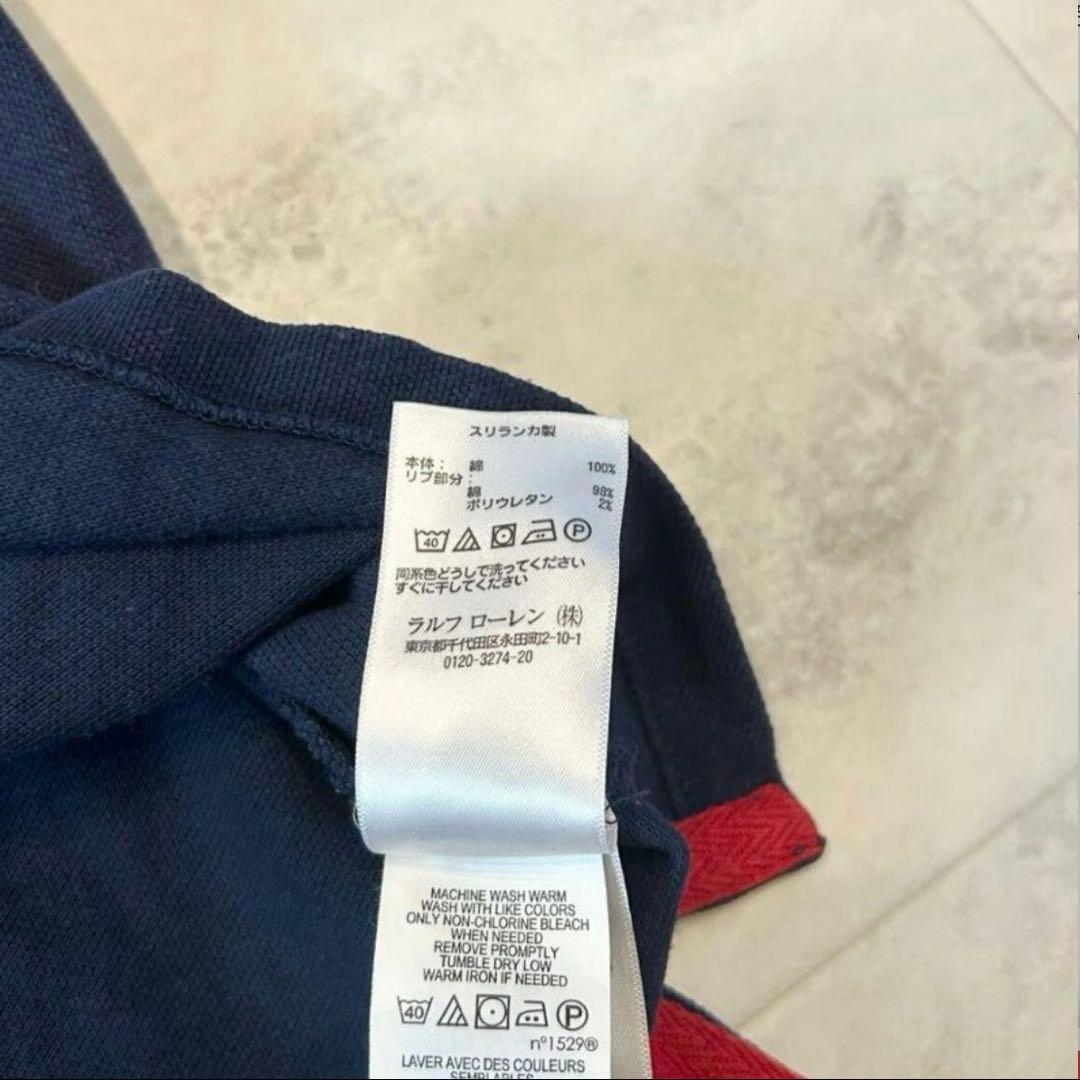 スリランカ製
本体： 綿 100%
リブ部分：
綿 98%
ポリウレタン 2%
40 P
同系色どうしで洗ってください
すぐに干してください
ラルフ ローレン（株）
東京都千代田区永田町2-10-1
0120-3274-20
MACHINE WASH WARM
WASH WITH LIKE COLORS
ONLY NON-CHLORINE BLEACH
WHEN NEEDED
REMOVE PROMPTLY
TUMBLE DRY LOW
WARM IRON IF NEEDED
40 P
nº1529®
LAVER AVEC DES COULEURS
SEMBLABLES